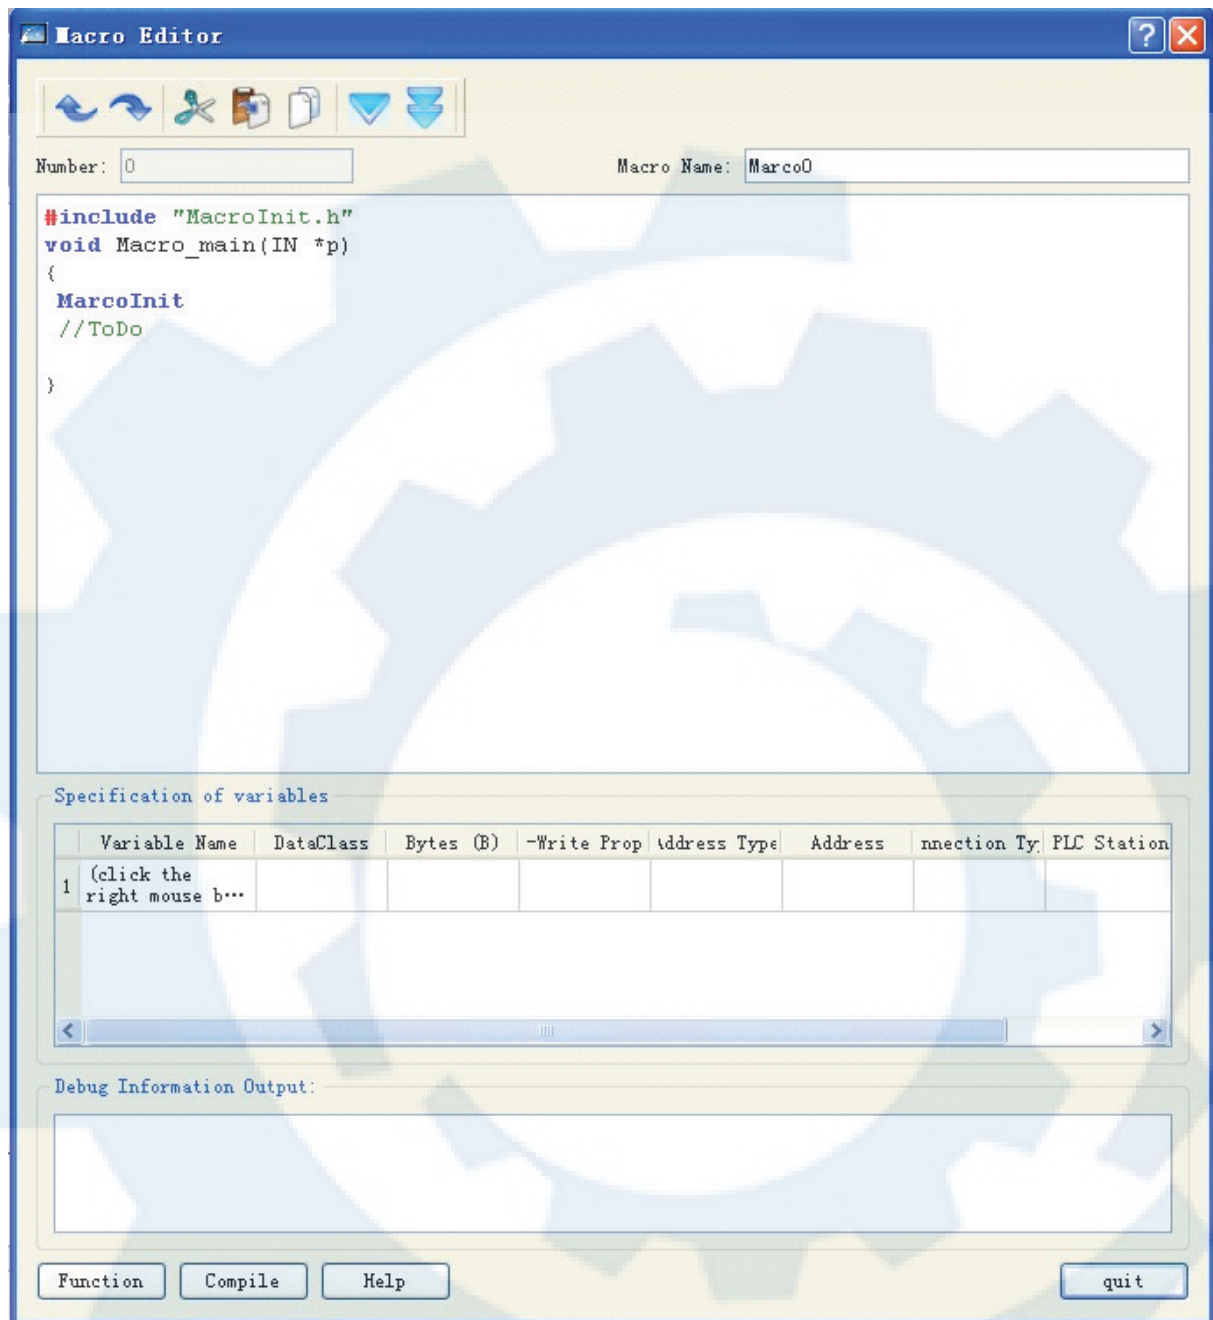 Macro Editor
Number: 0
Macro Name: Marco0
#include "MacroInit.h"
void Macro_main(IN *p)
{
MarcoInit
//ToDo
}
Specification of variables
Variable Name DataClass Bytes (B) -Write Prop Address Type Address nnection Ty PLC Station
1 (click the
right mouse b...
Debug Information Output:
Function Compile Help quit